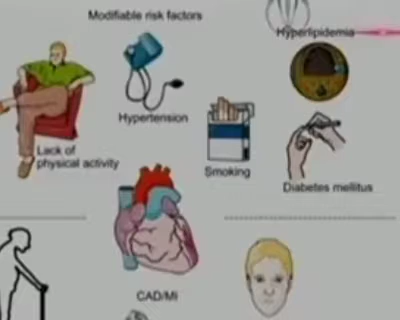 Modifiable risk factors
Hyperlipidemia
Hypertension
Lack of
physical activity
Smoking
Diabetes mellitus
CAD/MI